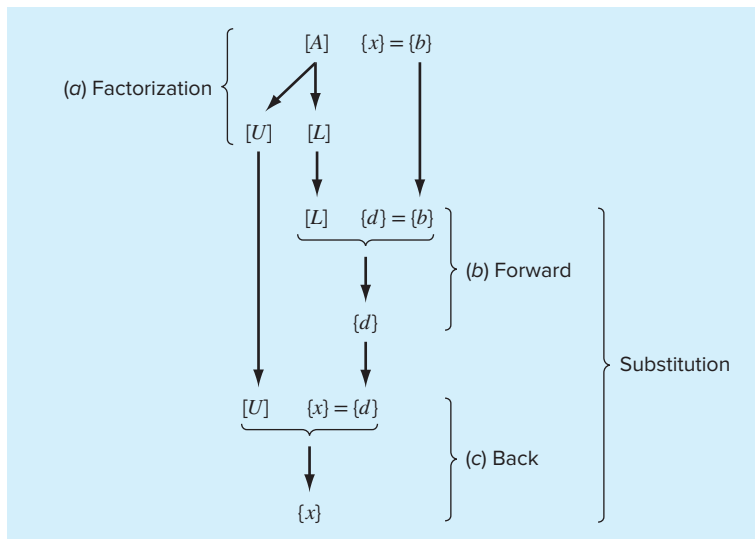 [A] {x} = {b}
(a) Factorization
[U] [L]
[L] {d} = {b}
(b) Forward
{d}
Substitution
[U] {x} = {d}
(c) Back
{x}